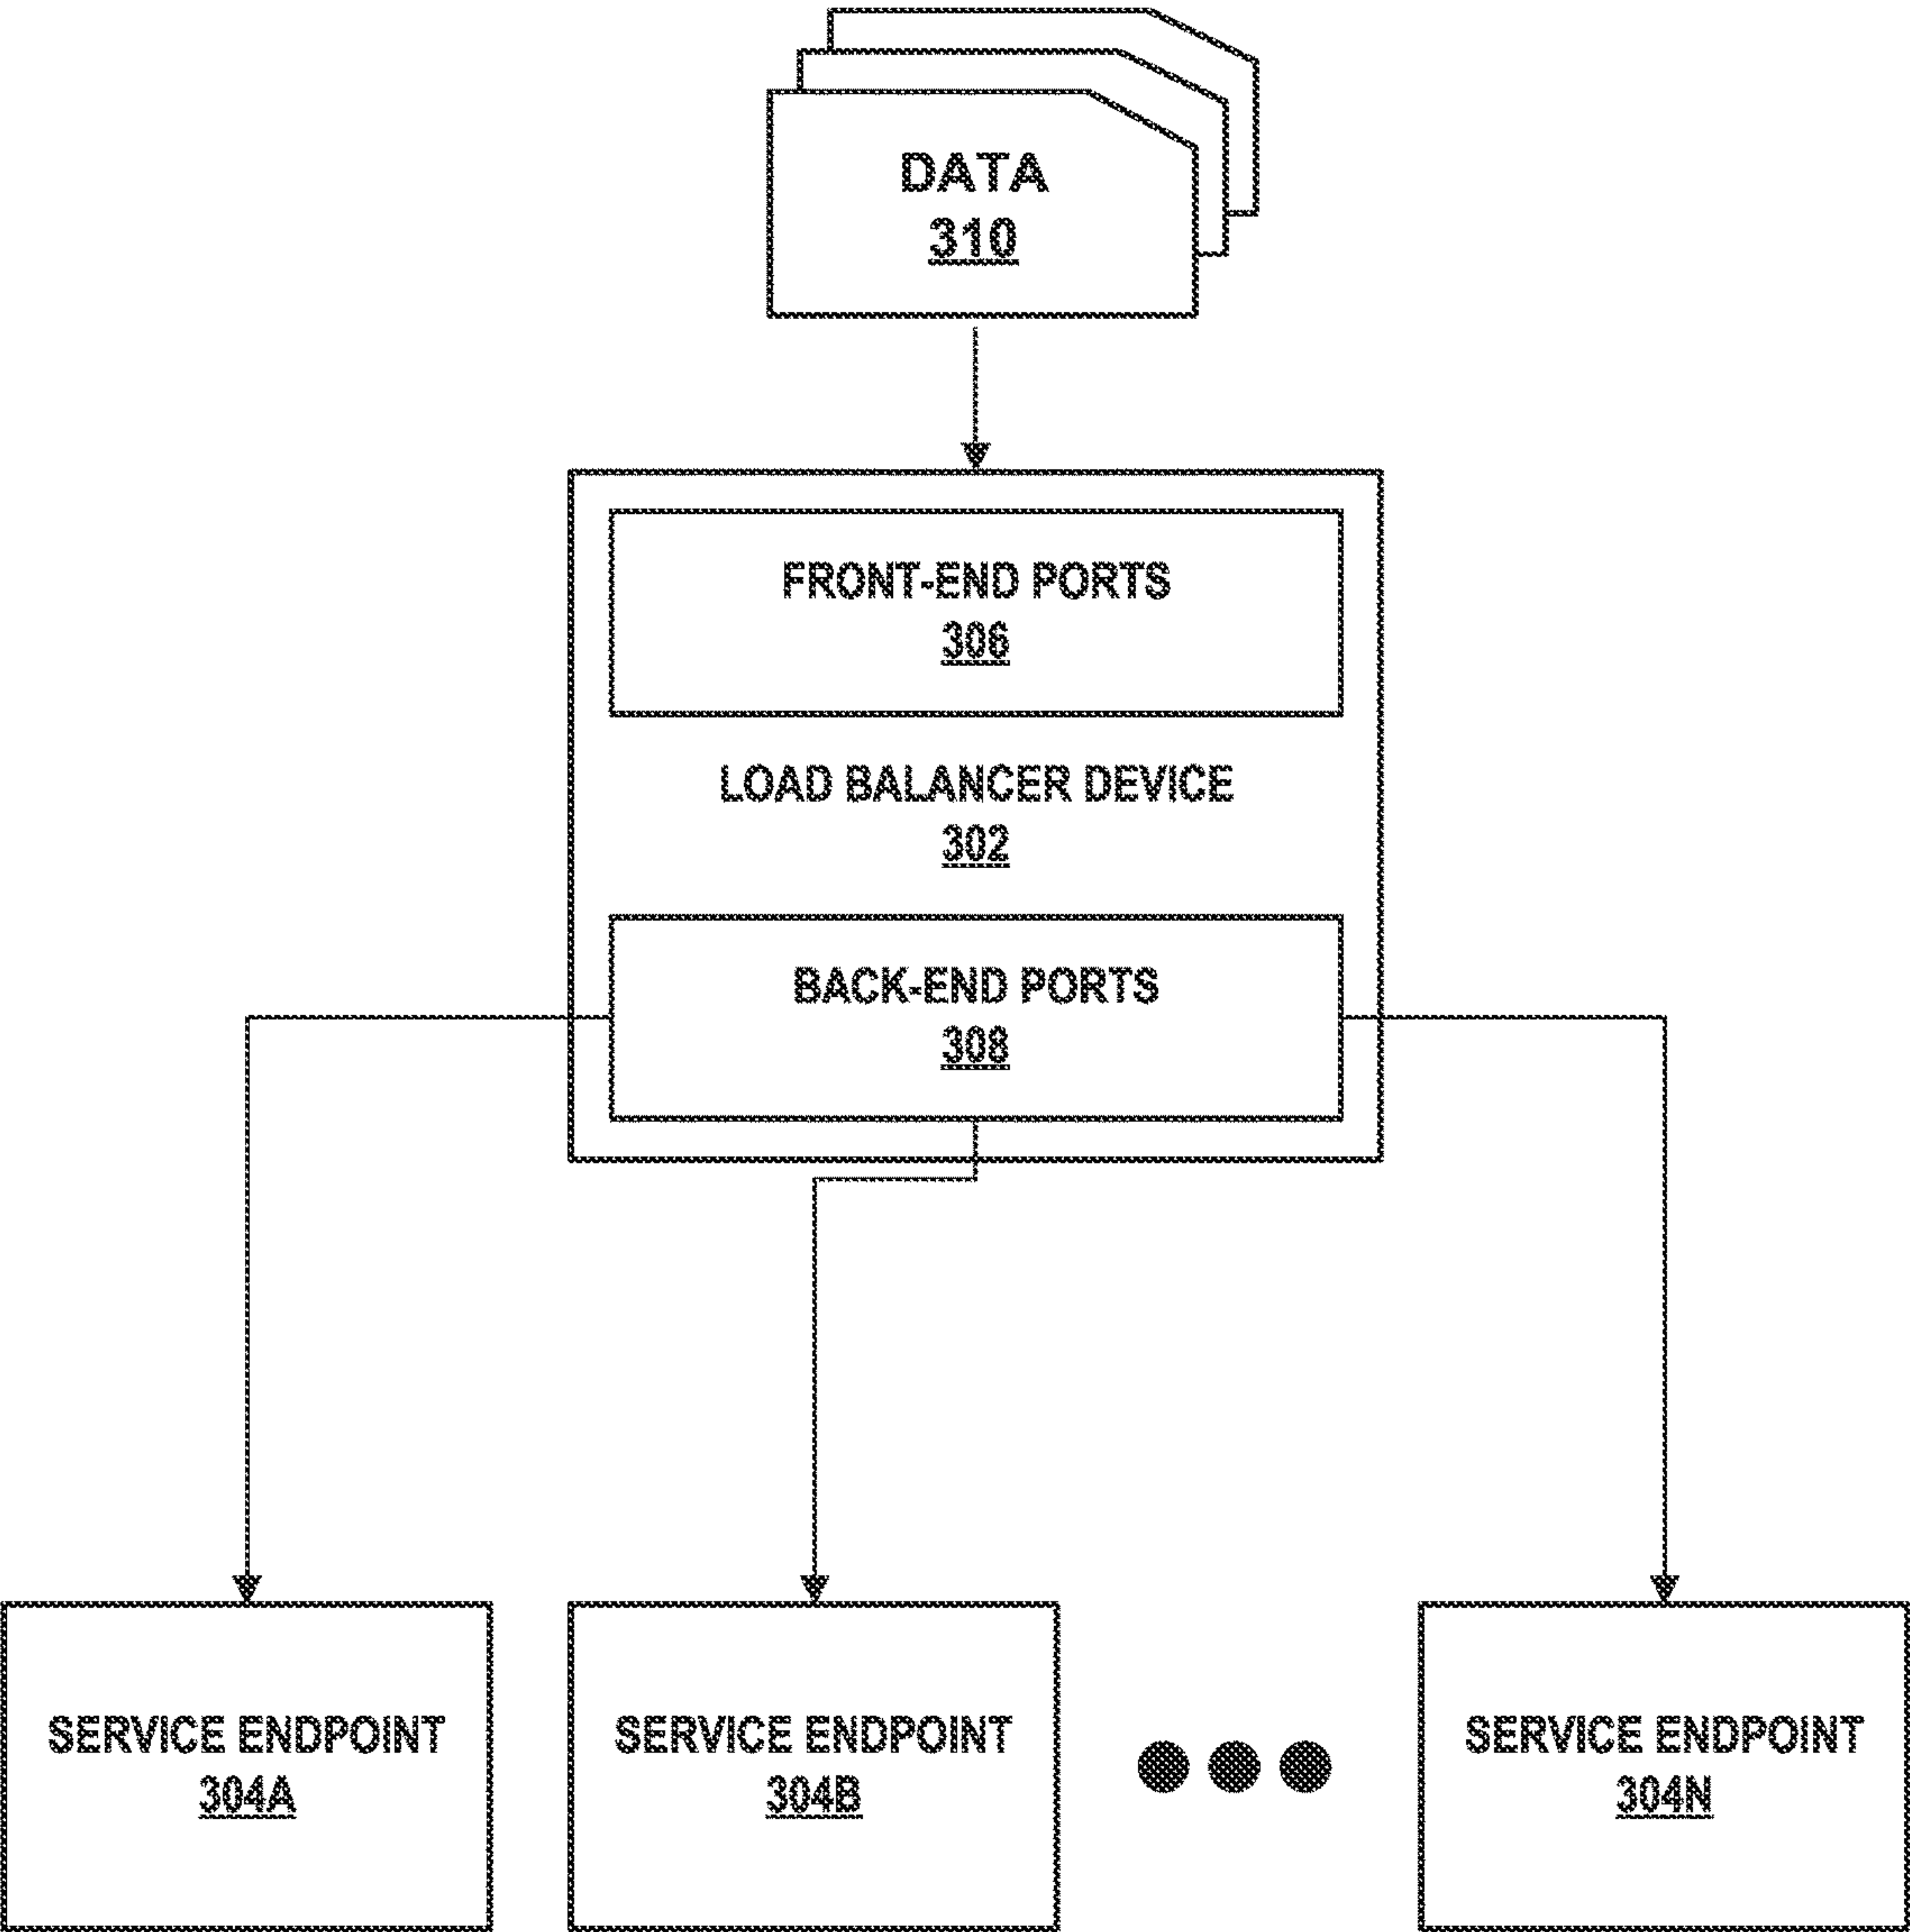 DATA
310
FRONT-END PORTS
306
LOAD BALANCER DEVICE
302
BACK-END PORTS
308
SERVICE ENDPOINT
304A
SERVICE ENDPOINT
304B
SERVICE ENDPOINT
304N